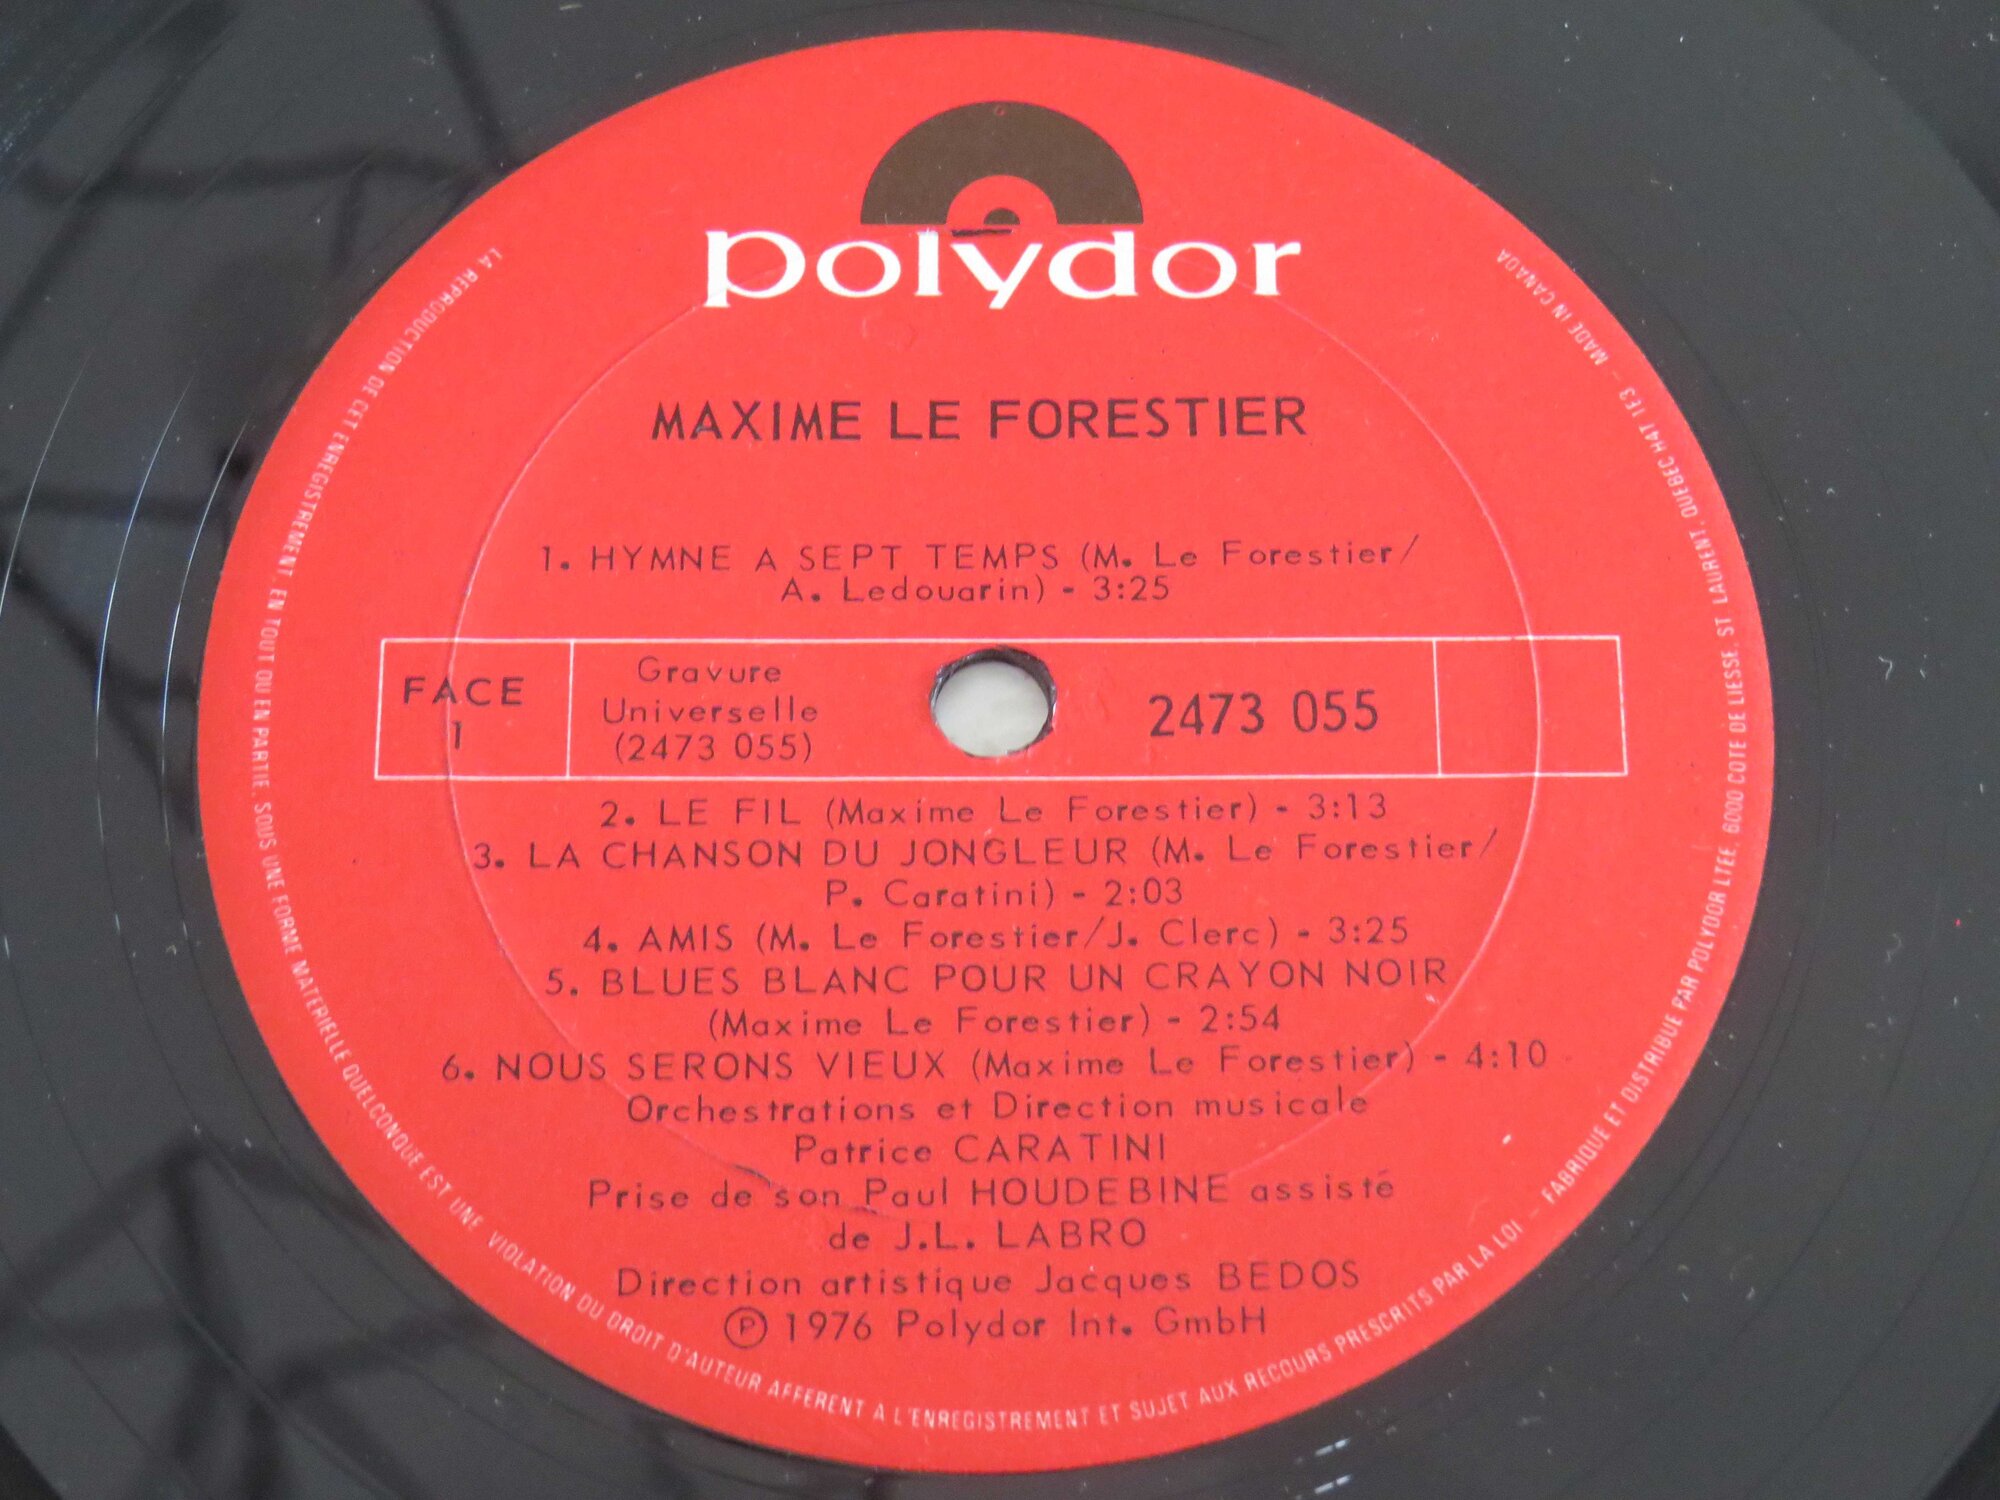 polydor
MAXIME LE FORESTIER
1. HYMNE A SEPT TEMPS (M. Le Forestier/
A. Ledouarin) - 3:25
FACE
1
Gravure
Universelle
(2473 055)
2473 055
2. LE FIL (Maxime Le Forestier) - 3:13
3. LA CHANSON DU JONGLEUR (M. Le Forestier/
P. Caratini) - 2:03
4. AMIS (M. Le Forestier/J. Clerc) - 3:25
5. BLUES BLANC POUR UN CRAYON NOIR
(Maxime Le Forestier) - 2:54
6. NOUS SERONS VIEUX (Maxime Le Forestier) - 4:10
Orchestrations et Direction musicale
Patrice CARATINI
Prise de son Paul HOUDEBINE assisté
de J.L. LABRO
Direction artistique Jacques BEDOS
Ⓟ 1976 Polydor Int. GmbH
LA REPRODUCTION DE CET ENREGISTREMENT, EN TOUT OU EN PARTIE, SOUS UNE FORME MATERIELLE QUELCONQUE EST UNE VIOLATION DU DROIT D'AUTEUR AFFERENT A L'ENREGISTREMENT ET SUJET AUX RECOURS PRESCRITS PAR LA LOI - FABRIQUE ET DISTRIBUE PAR POLYDOR LTEE, 6000 COTE DE LIESSE, ST LAURENT, QUEBEC H4T 1E3 - MADE IN CANADA